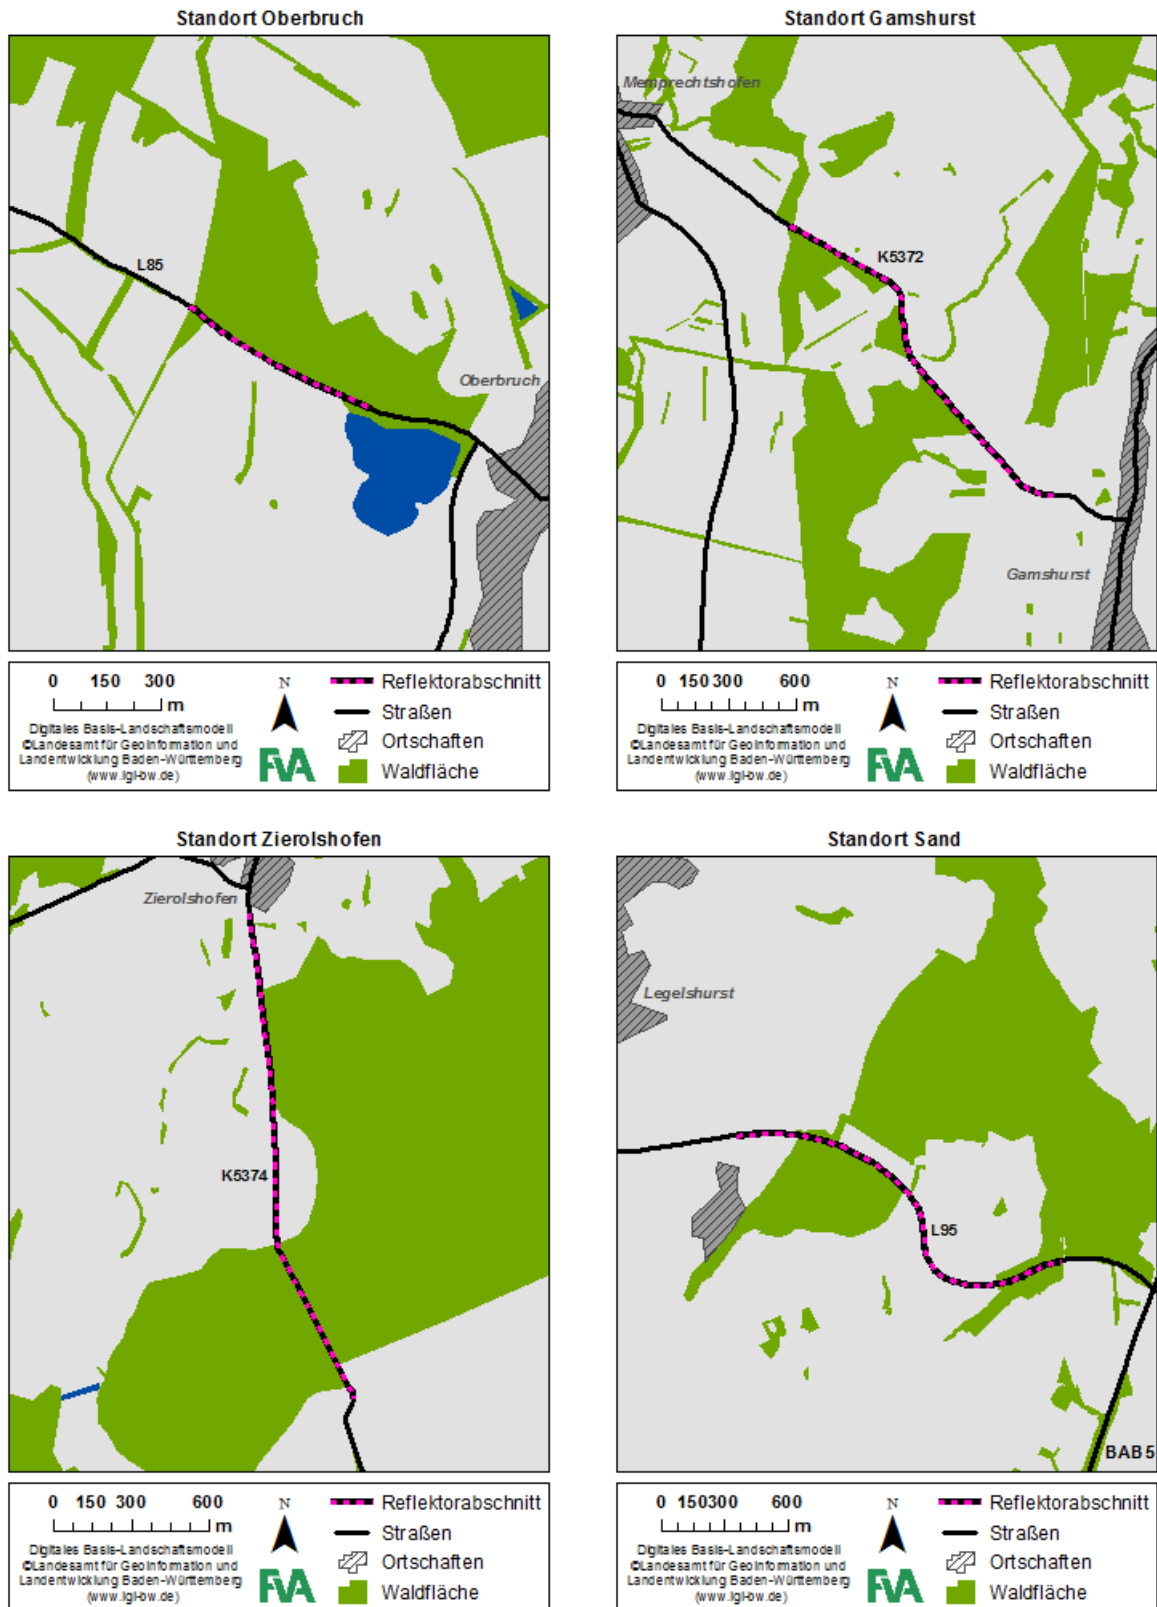 Standort Oberbruch
L85
Oberbruch
0 150 300
m
N
Reflektorabschnitt
Straßen
Ortschaften
Waldfläche
Digitales Basis-Landschaftsmodell
©Landesamt für Geoinformation und
Landentwicklung Baden-Württemberg
(www.lgl-bw.de)
FVA
Standort Gamshurst
Memprechtshofen
K5372
Gamshurst
0 150 300 600
m
N
Reflektorabschnitt
Straßen
Ortschaften
Waldfläche
Digitales Basis-Landschaftsmodell
©Landesamt für Geoinformation und
Landentwicklung Baden-Württemberg
(www.lgl-bw.de)
FVA
Standort Zierolshofen
Zierolshofen
K5374
0 150 300 600
m
N
Reflektorabschnitt
Straßen
Ortschaften
Waldfläche
Digitales Basis-Landschaftsmodell
©Landesamt für Geoinformation und
Landentwicklung Baden-Württemberg
(www.lgl-bw.de)
FVA
Standort Sand
Legelshurst
L95
BAB 5
0 150 300 600
m
N
Reflektorabschnitt
Straßen
Ortschaften
Waldfläche
Digitales Basis-Landschaftsmodell
©Landesamt für Geoinformation und
Landentwicklung Baden-Württemberg
(www.lgl-bw.de)
FVA